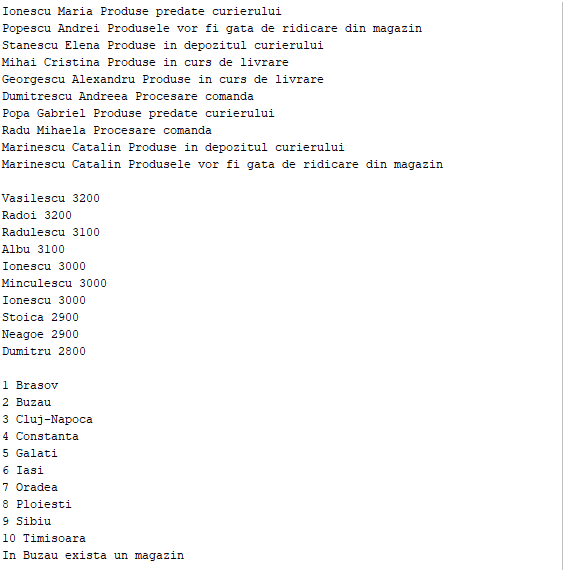 Ionescu Maria Produse predate curierului
Popescu Andrei Produsele vor fi gata de ridicare din magazin
Stanescu Elena Produse in depozitul curierului
Mihai Cristina Produse in curs de livrare
Georgescu Alexandru Produse in curs de livrare
Dumitrescu Andreea Procesare comanda
Popa Gabriel Produse predate curierului
Radu Mihaela Procesare comanda
Marinescu Catalin Produse in depozitul curierului
Marinescu Catalin Produsele vor fi gata de ridicare din magazin

Vasilescu 3200
Radoi 3200
Radulescu 3100
Albu 3100
Ionescu 3000
Minculescu 3000
Ionescu 3000
Stoica 2900
Neagoe 2900
Dumitru 2800

1 Brasov
2 Buzau
3 Cluj-Napoca
4 Constanta
5 Galati
6 Iasi
7 Oradea
8 Ploiesti
9 Sibiu
10 Timisoara
In Buzau exista un magazin